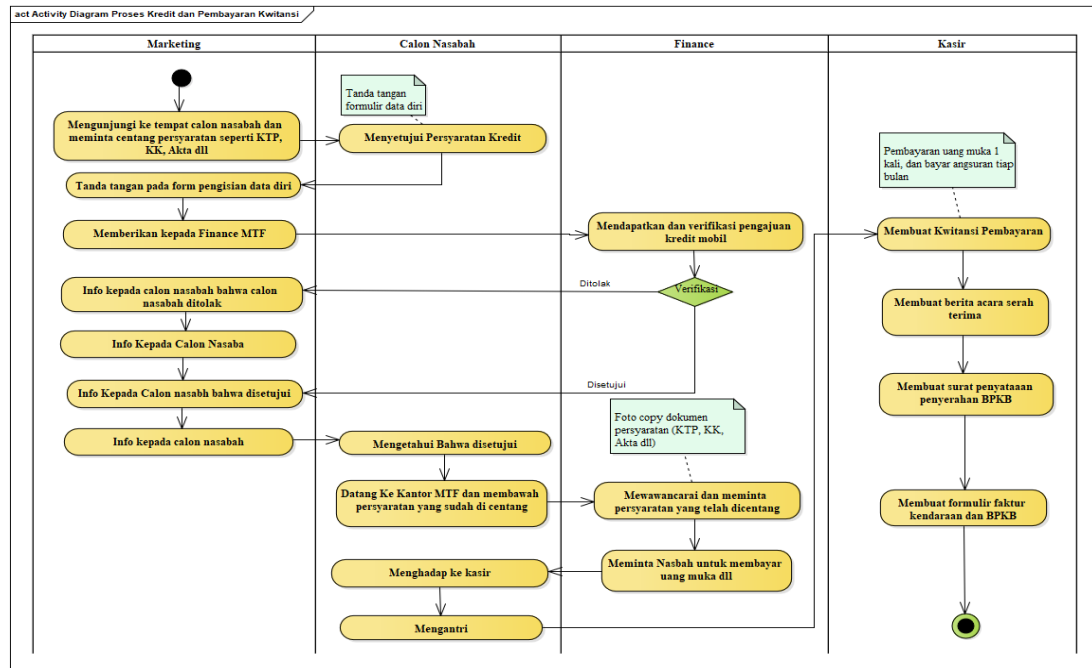 act Activity Diagram Proses Kredit dan Pembayaran Kwitansi
Marketing
Calon Nasabah
Finance
Kasir
Tanda tangan
formulir data diri
Mengunjungi ke tempat calon nasabah dan
meminta centang persyaratan seperti KTP,
KK, Akta dll
Menyetujui Persyaratan Kredit
Pembayaran uang muka 1
kali, dan bayar angsuran tiap
bulan
Tanda tangan pada form pengisian data diri
Memberikan kepada Finance MTF
Mendapatkan dan verifikasi pengajuan
kredit mobil
Membuat Kwitansi Pembayaran
Ditolak
Verifikasi
Info kepada calon nasabah bahwa calon
nasabah ditolak
Membuat berita acara serah
terima
Info Kepada Calon Nasaba
Disetujui
Info Kepada Calon nasabh bahwa disetujui
Membuat surat penyataaan
penyerahan BPKB
Foto copy dokumen
persyaratan (KTP, KK,
Akta dll)
Info kepada calon nasabah
Mengetahui Bahwa disetujui
Datang Ke Kantor MTF dan membawah
persyaratan yang sudah di centang
Mewawancarai dan meminta
persyaratan yang telah dicentang
Membuat formulir faktur
kendaraan dan BPKB
Meminta Nasbah untuk membayar
uang muka dll
Menghadap ke kasir
Mengantri